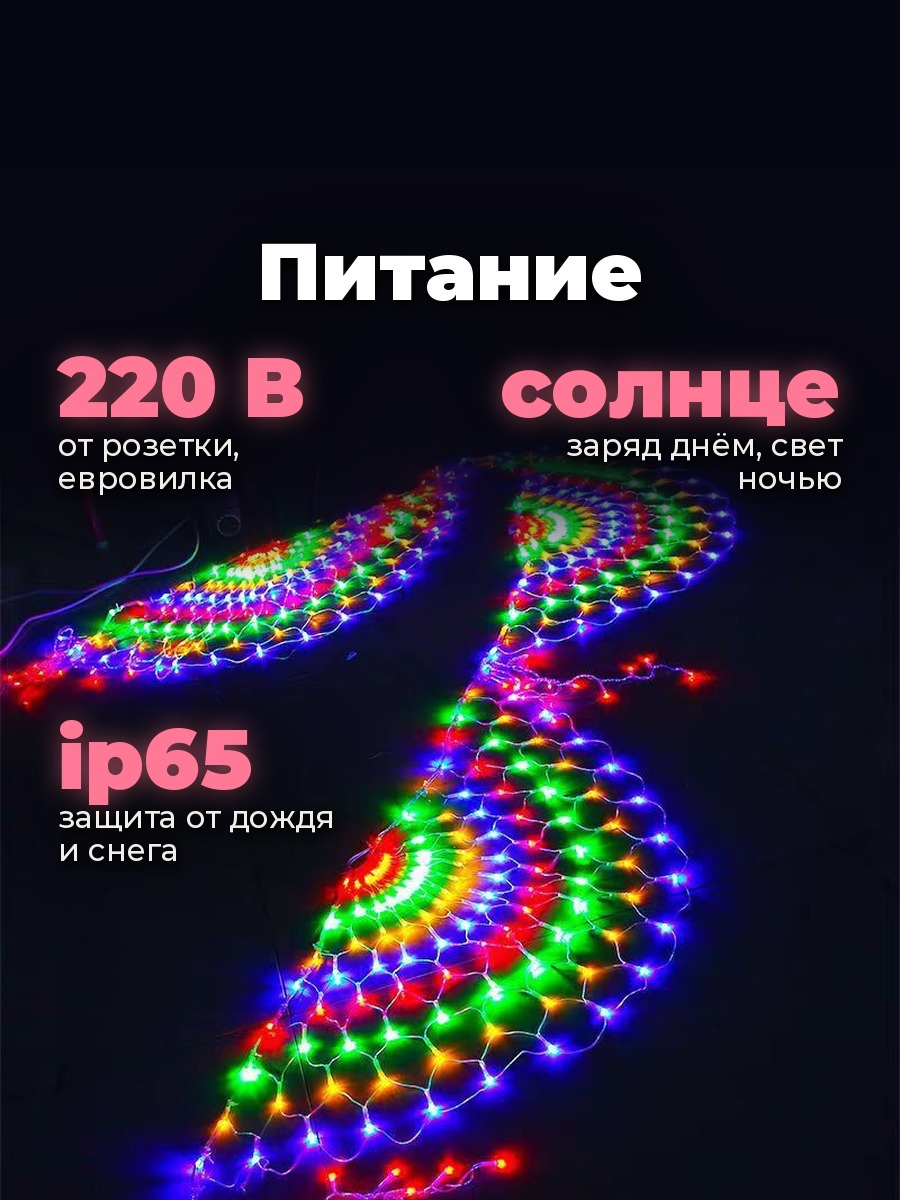 Питание
220 В
от розетки,
евровилка
солнце
заряд днём, свет
ночью
ip65
защита от дождя
и снега